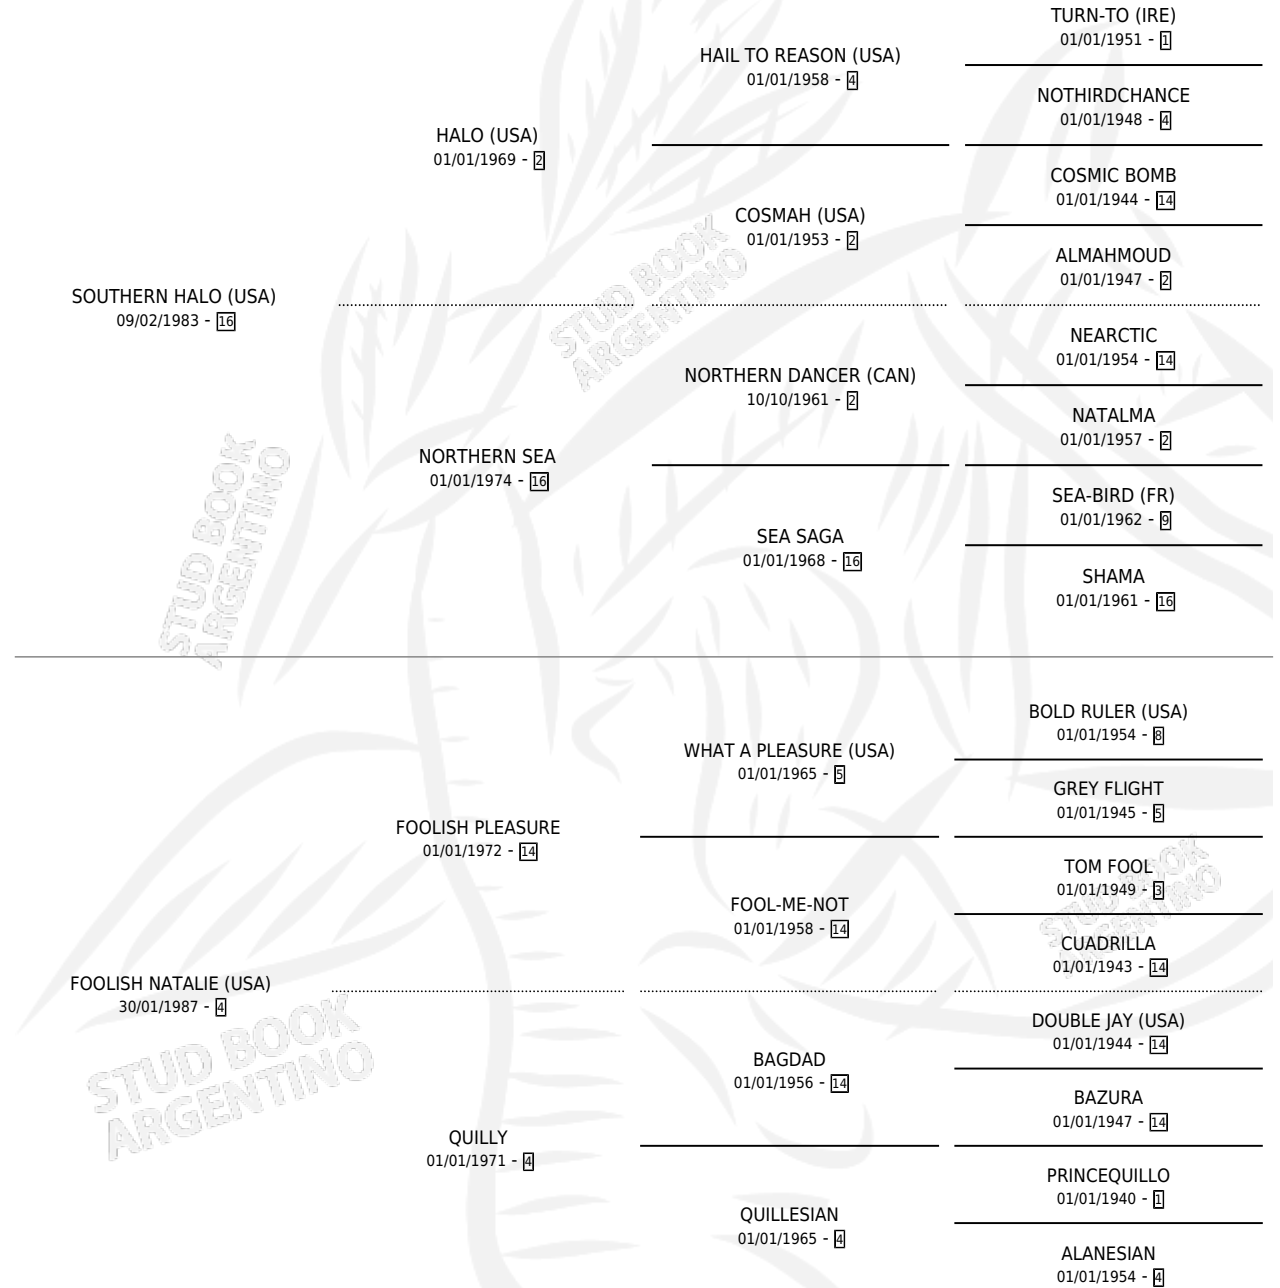 TURN-TO (IRE)
01/01/1951 - 1
HAIL TO REASON (USA)
01/01/1958 - 4
NOTHIRDCHANCE
01/01/1948 - 4
HALO (USA)
01/01/1969 - 2
COSMIC BOMB
01/01/1944 - 14
COSMAH (USA)
01/01/1953 - 2
ALMAHMOUD
01/01/1947 - 2
SOUTHERN HALO (USA)
09/02/1983 - 16
STUD BOOK
ARGENTINO
NEARCTIC
01/01/1954 - 14
NORTHERN DANCER (CAN)
10/10/1961 - 2
NATALMA
01/01/1957 - 2
NORTHERN SEA
01/01/1974 - 16
SEA-BIRD (FR)
01/01/1962 - 9
SEA SAGA
01/01/1968 - 16
SHAMA
01/01/1961 - 16
STUD BOOK
ARGENTINO
BOLD RULER (USA)
01/01/1954 - 8
WHAT A PLEASURE (USA)
01/01/1965 - 5
GREY FLIGHT
01/01/1945 - 5
FOOLISH PLEASURE
01/01/1972 - 14
TOM FOOL
01/01/1949 - 3
STUD BOOK
ARGENTINO
FOOL-ME-NOT
01/01/1958 - 14
CUADRILLA
01/01/1943 - 14
FOOLISH NATALIE (USA)
30/01/1987 - 4
STUD BOOK
ARGENTINO
DOUBLE JAY (USA)
01/01/1944 - 14
BAGDAD
01/01/1956 - 14
BAZURA
01/01/1947 - 14
QUILLY
01/01/1971 - 4
PRINCEQUILLO
01/01/1940 - 1
QUILLESIAN
01/01/1965 - 4
ALANESIAN
01/01/1954 - 4